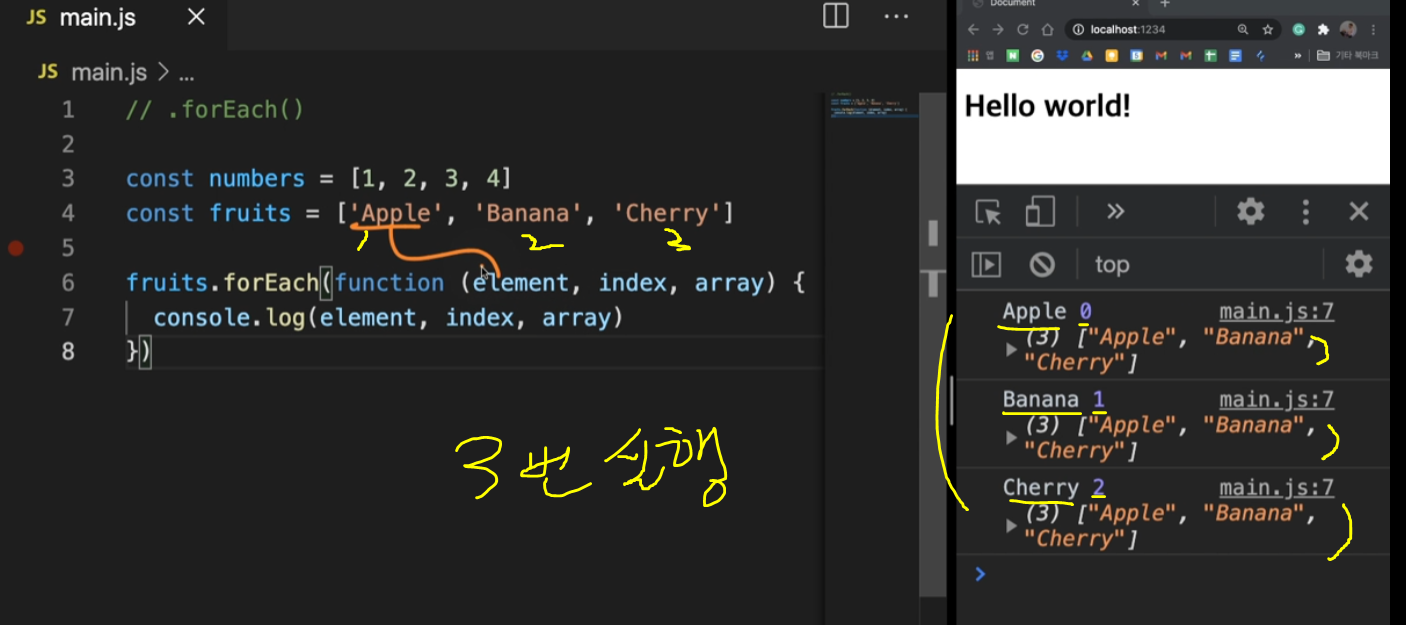 JS main.js
JS main.js > ...
1 // .forEach()
2
3 const numbers = [1, 2, 3, 4]
4 const fruits = ['Apple', 'Banana', 'Cherry']
1 2 3
5
6 fruits.forEach(function (element, index, array) {
7 console.log(element, index, array)
8 })
3번 실행
Document
localhost:1234
앱
기타 북마크
Hello world!
top
Apple 0 main.js:7
(3) ["Apple", "Banana",
"Cherry"]
Banana 1 main.js:7
(3) ["Apple", "Banana",
"Cherry"]
Cherry 2 main.js:7
(3) ["Apple", "Banana",
"Cherry"]